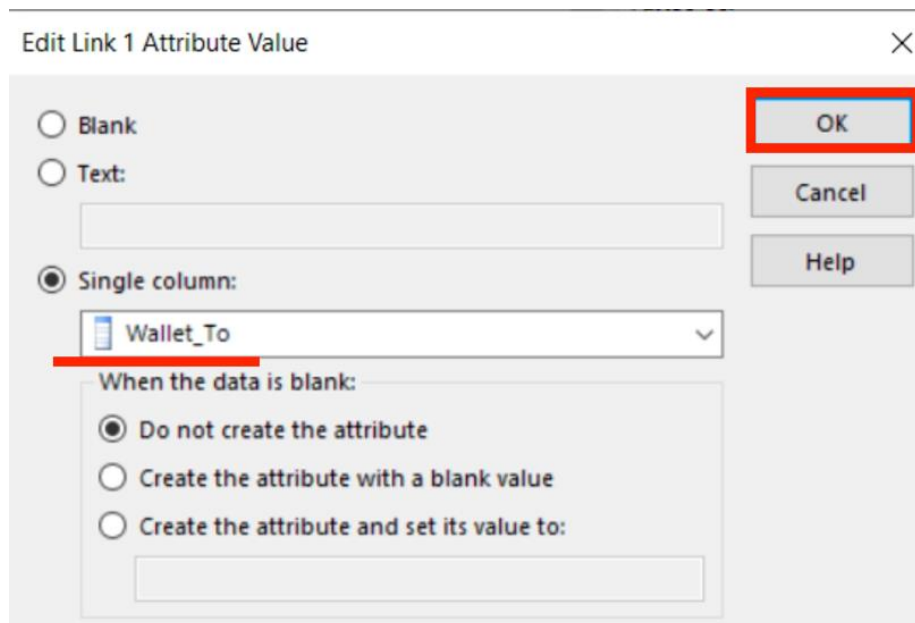 Edit Link 1 Attribute Value
Blank
OK
Text:
Cancel
Help
Single column:
Wallet_To
When the data is blank:
Do not create the attribute
Create the attribute with a blank value
Create the attribute and set its value to: